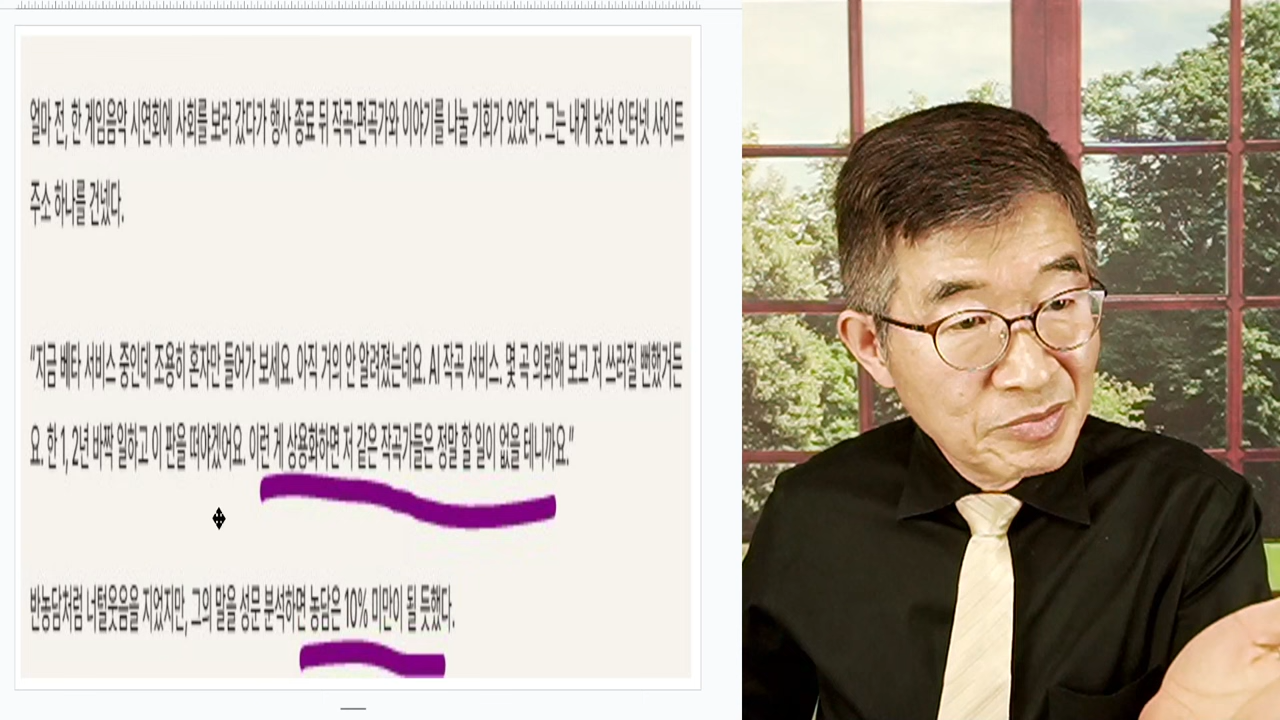 얼마 전, 한 게임음악 시연회에 사회를 보러 갔다가 행사 종료 뒤 작곡·편곡가와 이야기를 나눌 기회가 있었다. 그는 내게 낯선 인터넷 사이트
주소 하나를 건넸다.
“지금 베타 서비스 중인데 조용히 혼자만 들어가 보세요. 아직 거의 안 알려졌는데요. AI 작곡 서비스. 몇 곡 의뢰해 보고 저 쓰러질 뻔했거든
요. 한 1, 2년 바짝 일하고 이 판을 떠야겠어요. 이런 게 상용화하면 저 같은 작곡가들은 정말 할 일이 없을 테니까요.”
반농담처럼 너털웃음을 지었지만, 그의 말을 성문 분석하면 농담은 10% 미만이 될 듯했다.